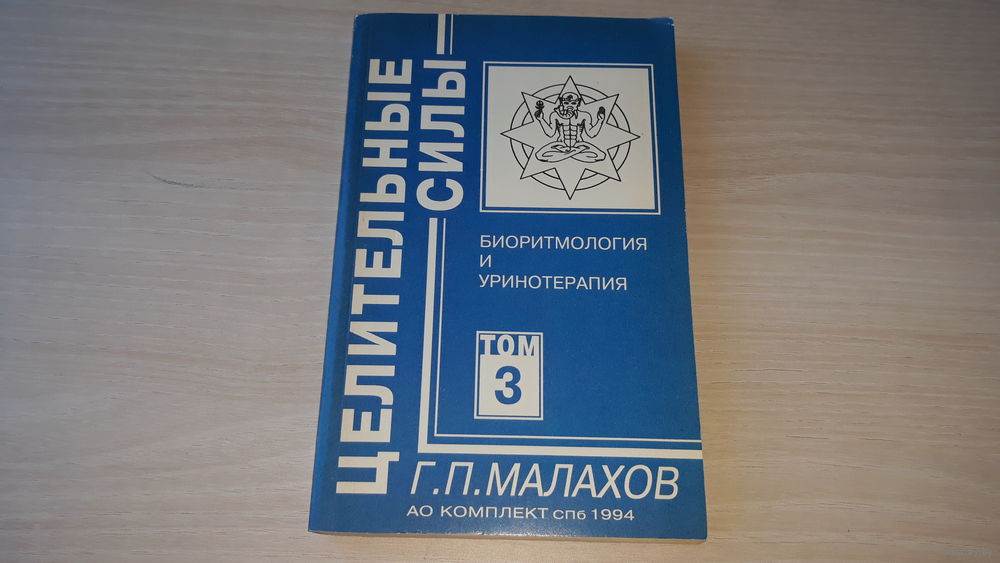 ЦЕЛИТЕЛЬНЫЕ
СИЛЫ
БИОРИТМОЛОГИЯ
И
УРИНОТЕРАПИЯ
ТОМ
3
Г.П.МАЛАХОВ
АО КОМПЛЕКТ СПб 1994